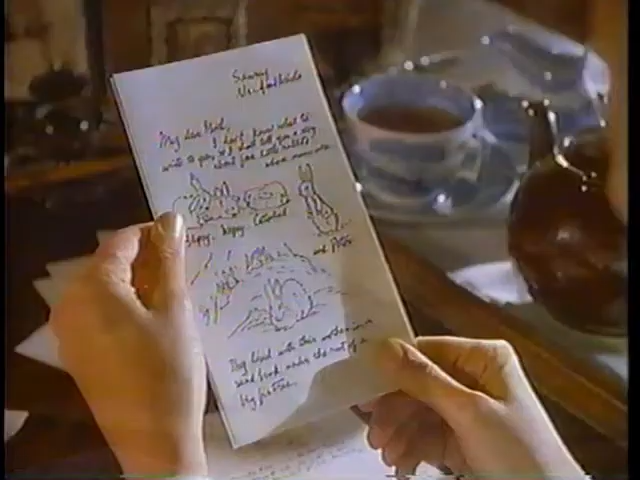 Sawrey
Nr. Ambleside
My dear Noel,
I don't know what to
write to you, so I shall tell you a story
about four little rabbits
whose names were
Flopsy, Mopsy Cottontail
and Peter
They lived with their mother in a
sand bank under the root of a
big fir tree.